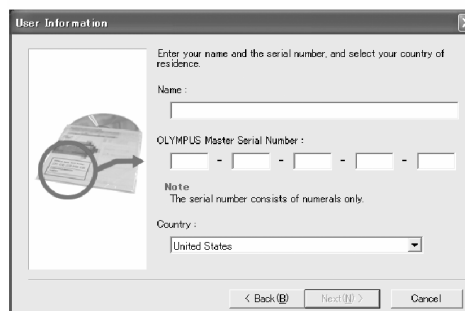 User Information
Enter your name and the serial number, and select your country of
residence.
Name :
OLYMPUS Master Serial Number :
- - - -
Note
The serial number consists of numerals only.
Country :
United States
< Back(B) Next(N) > Cancel